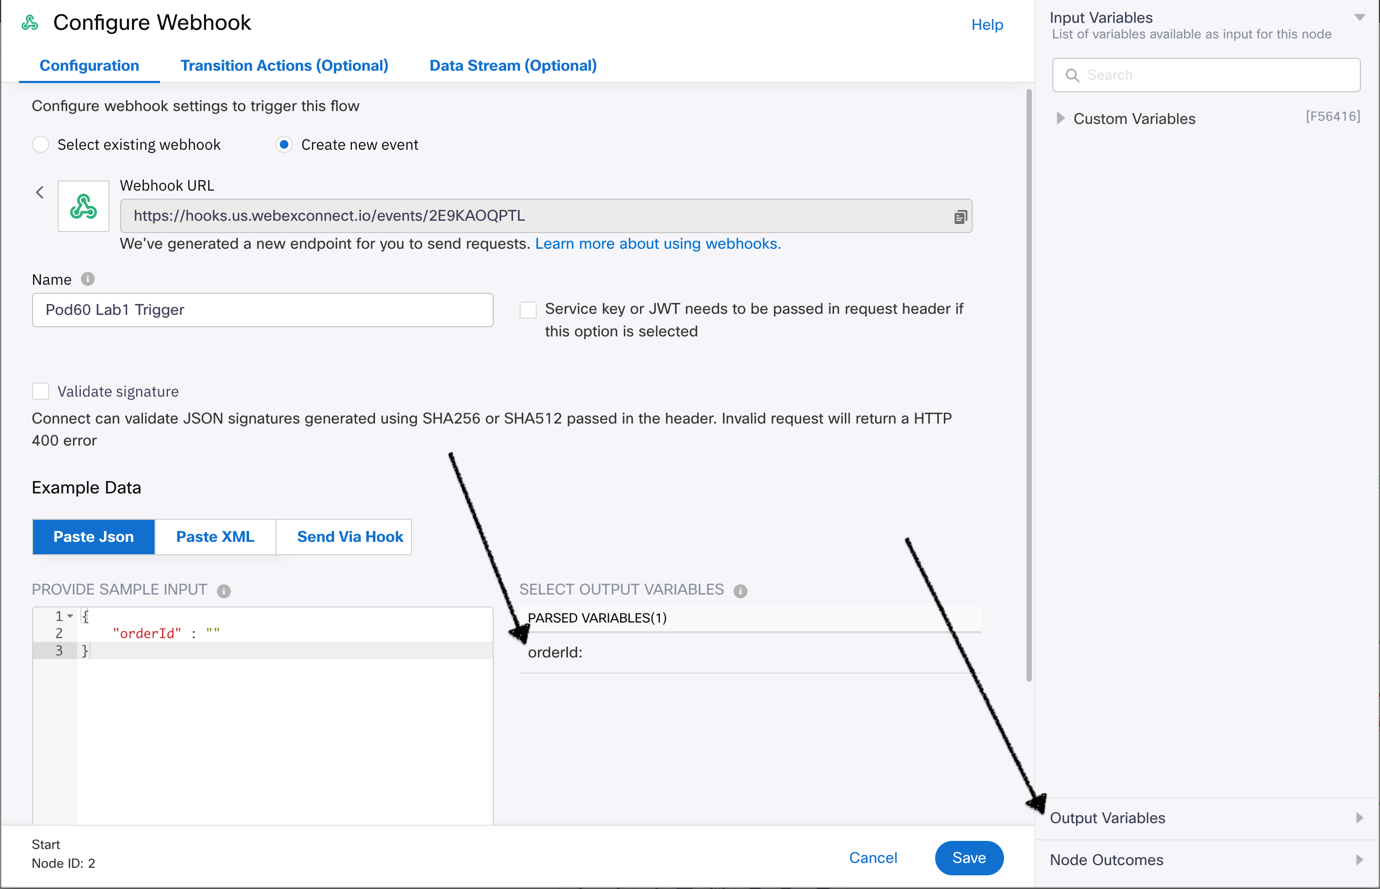 Configure Webhook
Help
Configuration
Transition Actions (Optional)
Data Stream (Optional)
Configure webhook settings to trigger this flow
Select existing webhook
Create new event
Webhook URL
https://hooks.us.webexconnect.io/events/2E9KAOQPTL
We've generated a new endpoint for you to send requests. Learn more about using webhooks.
Name
Pod60 Lab1 Trigger
Service key or JWT needs to be passed in request header if
this option is selected
Validate signature
Connect can validate JSON signatures generated using SHA256 or SHA512 passed in the header. Invalid request will return a HTTP
400 error
Example Data
Paste Json
Paste XML
Send Via Hook
PROVIDE SAMPLE INPUT
1 {
2 "orderId" : ""
3 }
SELECT OUTPUT VARIABLES
PARSED VARIABLES(1)
orderId:
Start
Node ID: 2
Cancel
Save
Input Variables
List of variables available as input for this node
Search
Custom Variables
[F56416]
Output Variables
Node Outcomes